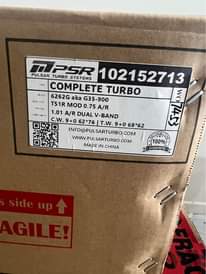 PSR
PULSAR TURBO SYSTEMS
102152713
COMPLETE TURBO
6262G aka G35-900
TS1R MOD 0.75 A/R
1.01 A/R DUAL V-BAND
C.W. 9+0 62*76 | T.W. 9+0 68*62
INFO@PULSARTURBO.COM
WWW.PULSARTURBO.COM
MADE IN CHINA
100%
s side up
AGILE!